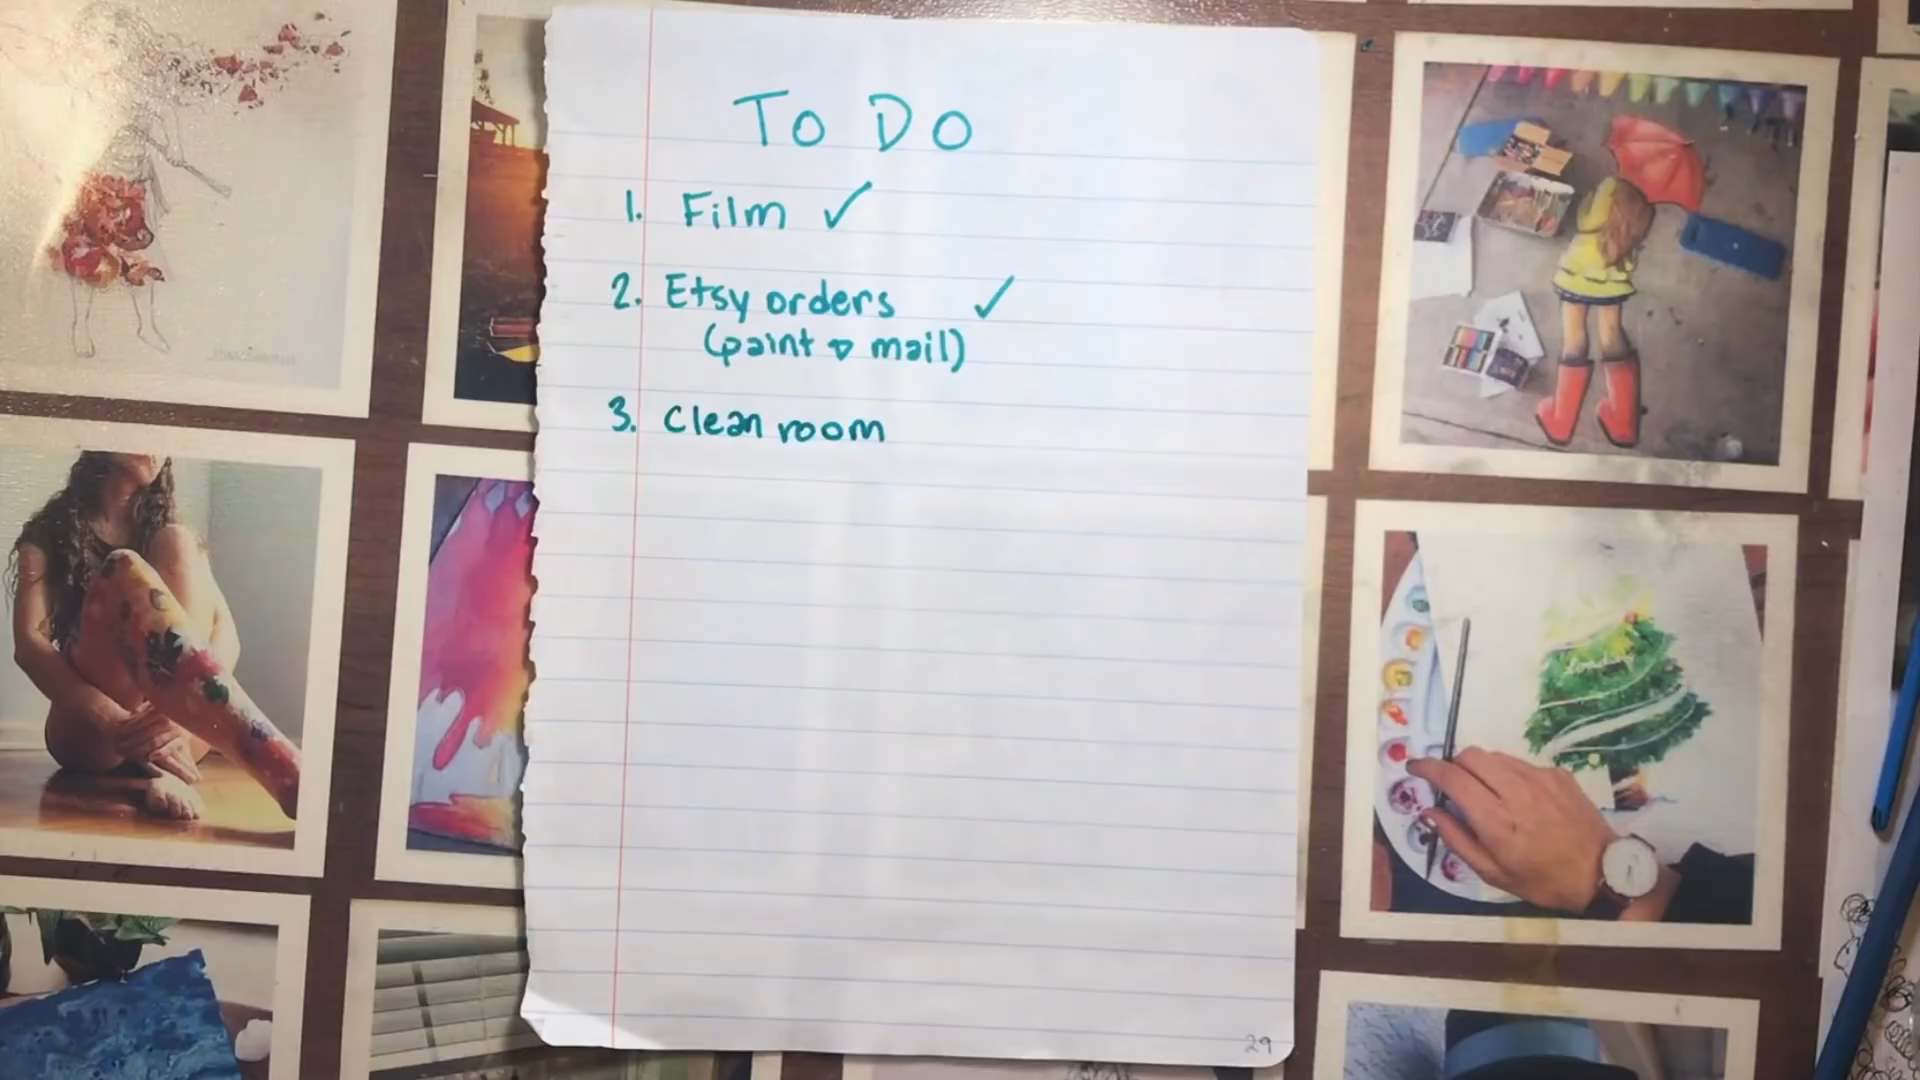 TO DO
1. Film ✓
2. Etsy orders ✓
(paint & mail)
3. Clean room
29